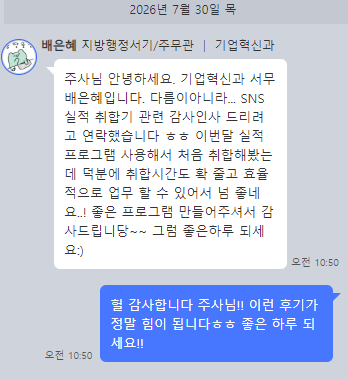 2026년 7월 30일 목
배은혜 지방행정서기/주무관 | 기업혁신과
주사님 안녕하세요. 기업혁신과 서무
배은혜입니다. 다름이아니라... SNS
실적 취합기 관련 감사인사 드리려
고 연락했습니다 ㅎㅎ 이번달 실적
프로그램 사용해서 처음 취합해봤는
데 덕분에 취합시간도 확 줄고 효율
적으로 업무 할 수 있어서 넘 좋네
요..! 좋은 프로그램 만들어주셔서 감
사드립니당~~ 그럼 좋은하루 되세
요:)
오전 10:50
헐 감사합니다 주사님!! 이런 후기가
정말 힘이 됩니다ㅎㅎ 좋은 하루 되
세요!!
오전 10:50